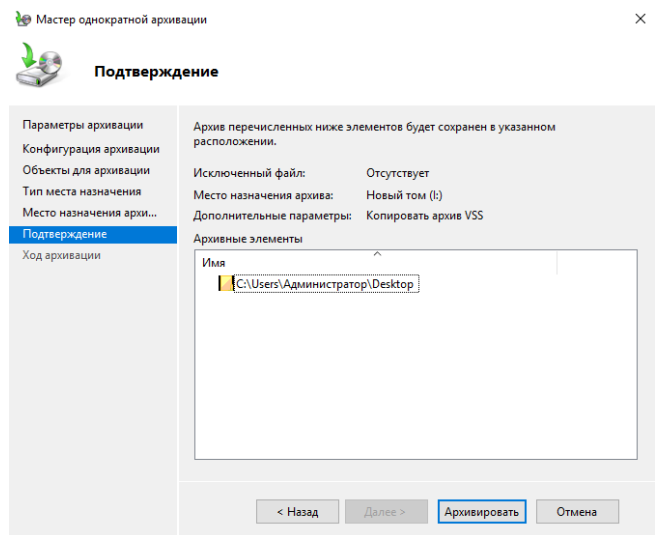 Мастер однократной архивации
Подтверждение
Параметры архивации
Конфигурация архивации
Объекты для архивации
Тип места назначения
Место назначения архи...
Подтверждение
Ход архивации
Архив перечисленных ниже элементов будет сохранен в указанном
расположении.
Исключенный файл: Отсутствует
Место назначения архива: Новый том (I:)
Дополнительные параметры: Копировать архив VSS
Архивные элементы
Имя
C:\Users\Администратор\Desktop
< Назад Далее > Архивировать Отмена